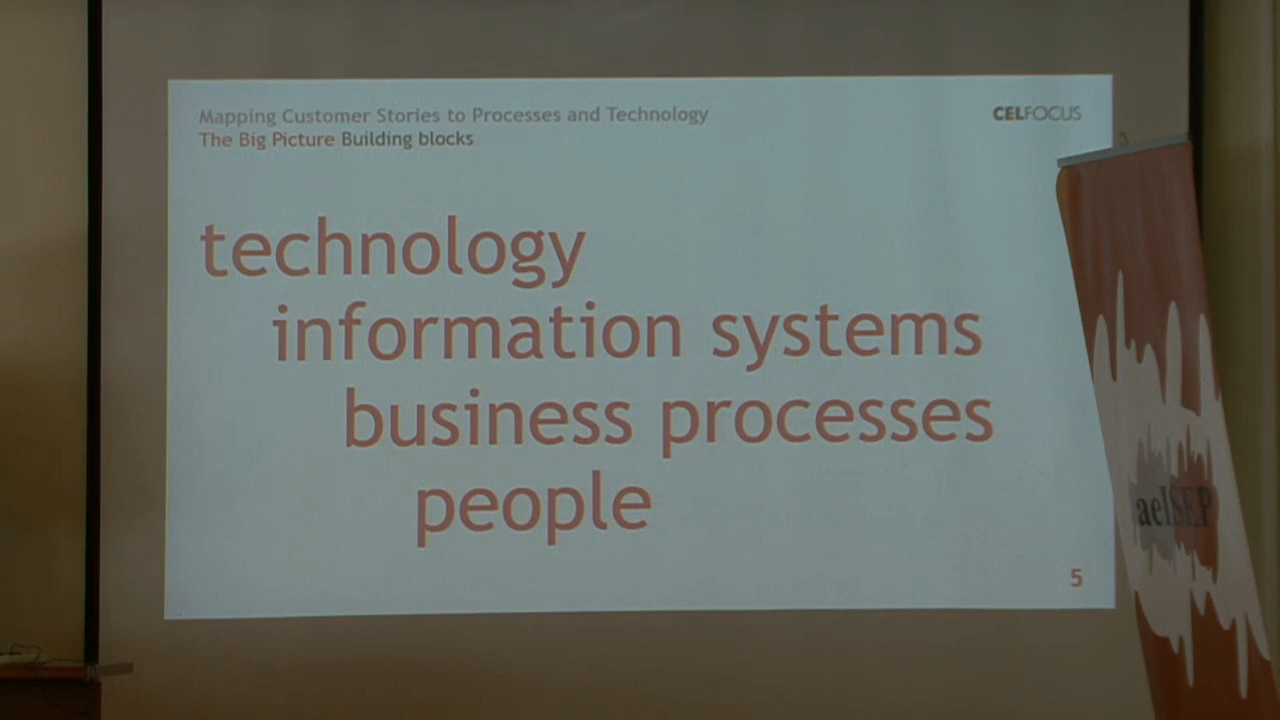 Mapping Customer Stories to Processes and Technology
CELFOCUS
The Big Picture Building blocks
technology
information systems
business processes
people
5
aeISEP